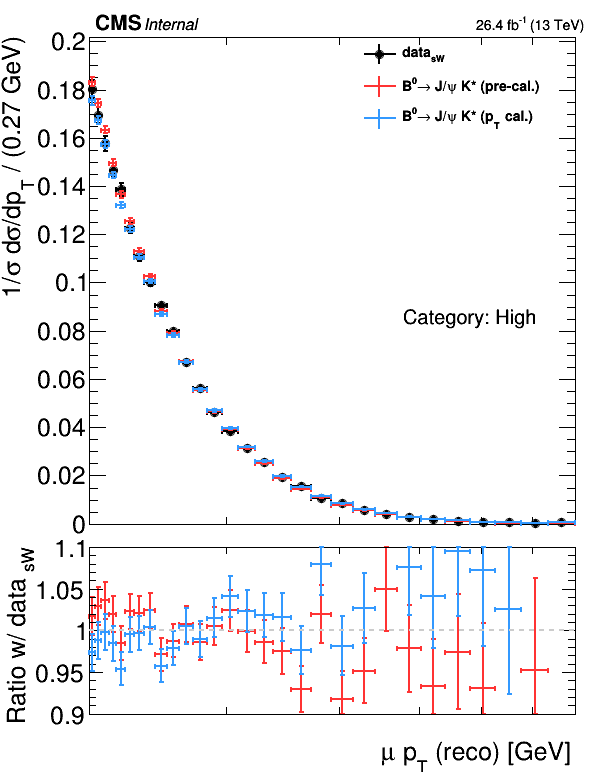 CMS Internal 26.4 fb⁻¹ (13 TeV)
0.2
0.18
0.16
0.14
0.12
0.1
0.08
0.06
0.04
0.02
0
1/σ dσ/dp_T / (0.27 GeV)
data_sW
B⁰→ J/ψ K* (pre-cal.)
B⁰→ J/ψ K* (p_T cal.)
Category: High
1.1
1.05
1
0.95
0.9
Ratio w/ data_sW
μ p_T (reco) [GeV]